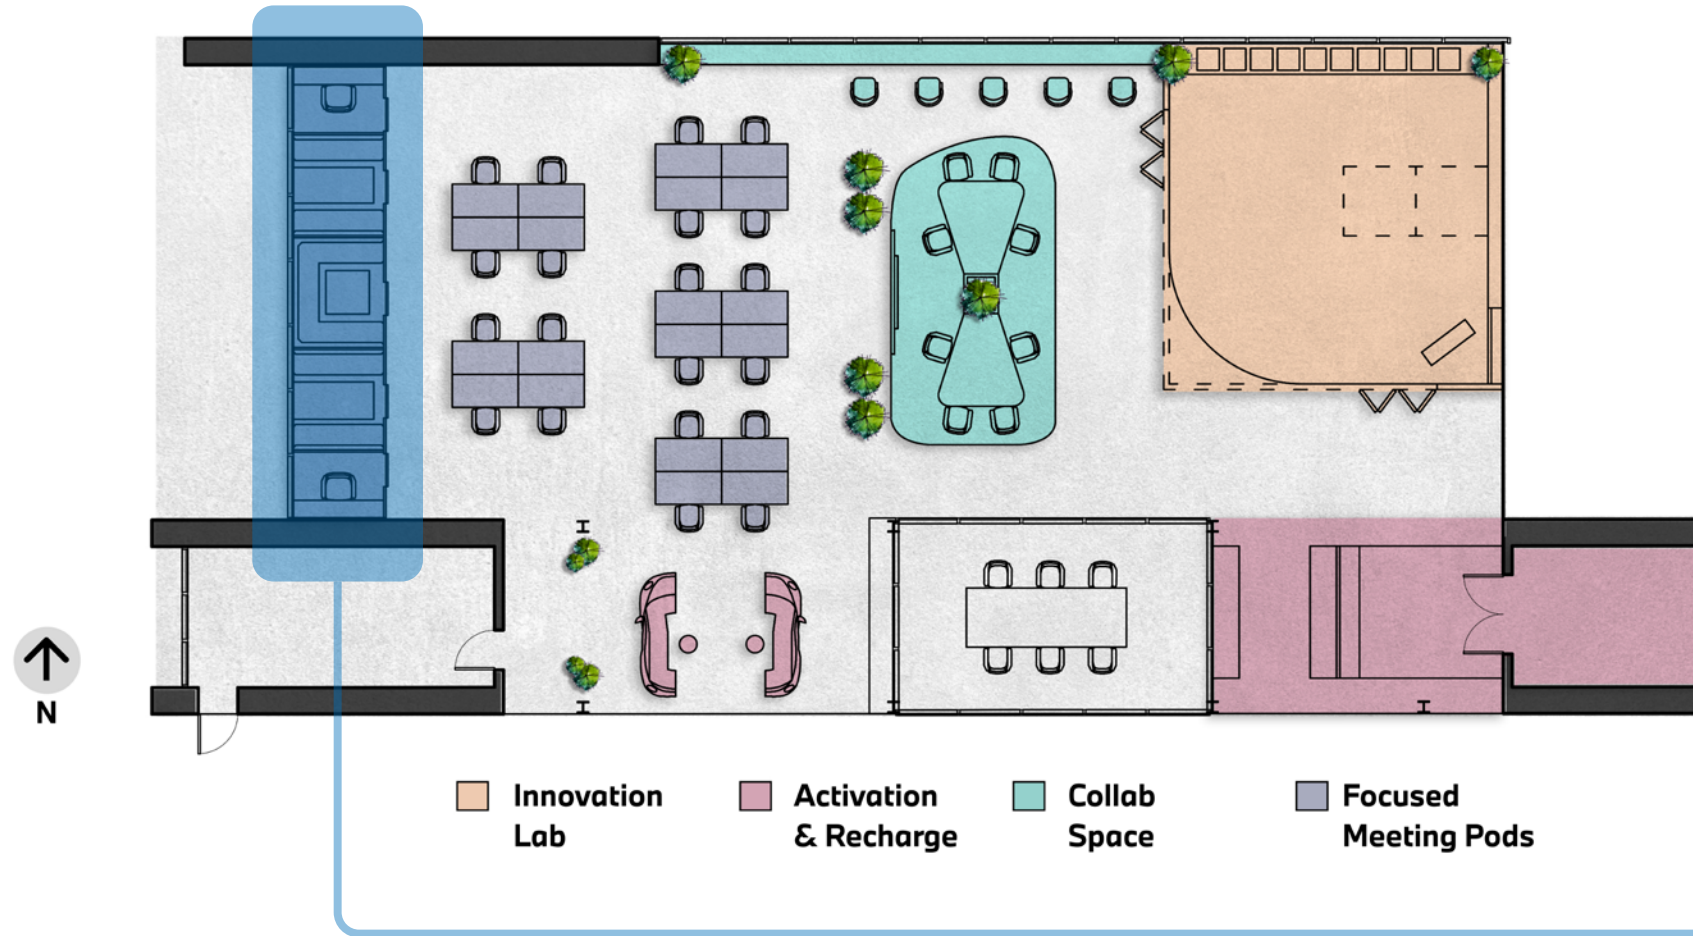 N
Innovation
Lab
Activation
& Recharge
Collab
Space
Focused
Meeting Pods